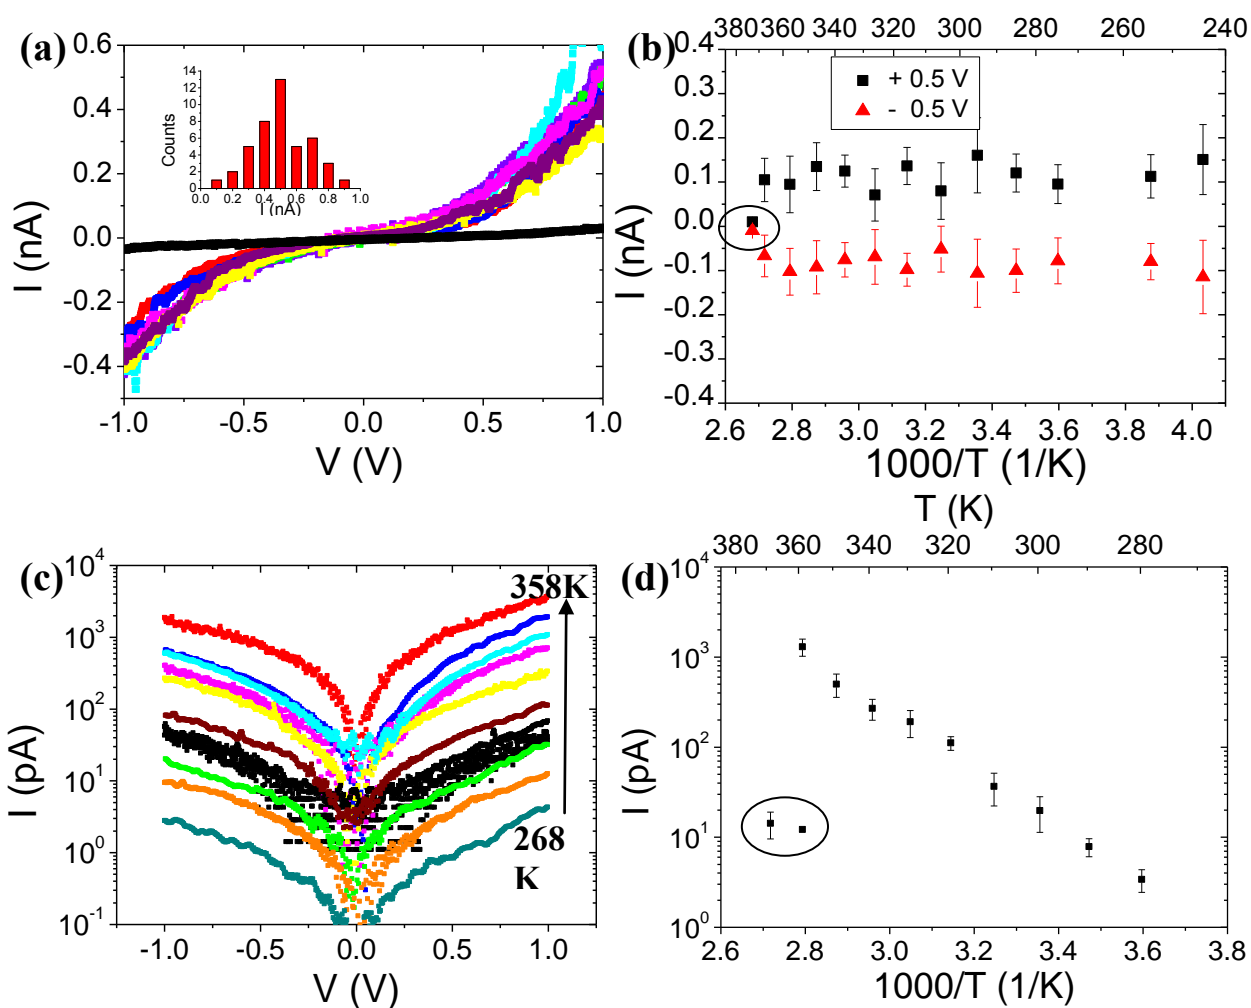 (a)
0.6
0.4
0.2
0.0
-0.2
-0.4
I (nA)
-1.0 -0.5 0.0 0.5 1.0
V (V)
14
12
10
8
6
4
2
0
Counts
0.0 0.2 0.4 0.6 0.8 1.0
I (nA)
(b)
380 360 340 320 300 280 260 240
0.4
0.3
0.2
0.1
0.0
-0.1
-0.2
-0.3
-0.4
I (nA)
+ 0.5 V
- 0.5 V
2.6 2.8 3.0 3.2 3.4 3.6 3.8 4.0
1000/T (1/K)
(c)
10^4
10^3
10^2
10^1
10^0
10^-1
I (pA)
358K
268
K
-1.0 -0.5 0.0 0.5 1.0
V (V)
T (K)
(d)
380 360 340 320 300 280
10^4
10^3
10^2
10^1
10^0
I (pA)
2.6 2.8 3.0 3.2 3.4 3.6 3.8
1000/T (1/K)